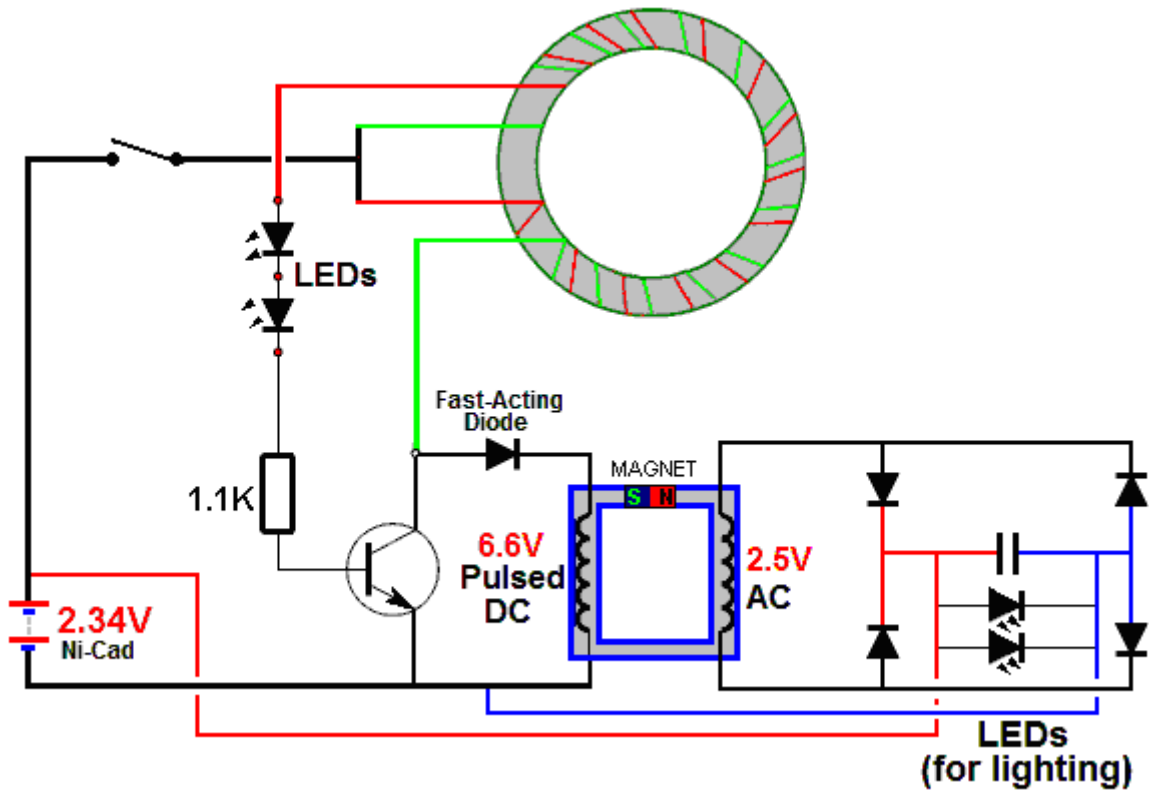 LEDs
Fast-Acting
Diode
MAGNET
S N
1.1K
6.6V
Pulsed
DC
2.5V
AC
2.34V
Ni-Cad
LEDs
(for lighting)